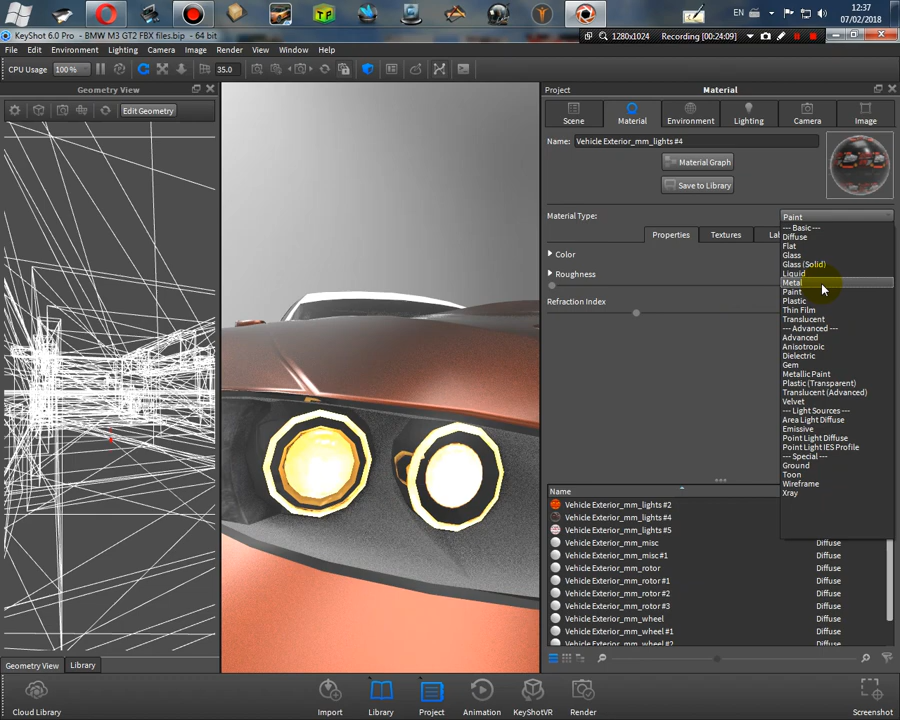 EN
12:37
07/02/2018
KeyShot 6.0 Pro - BMW M3 GT2 FBX files.bip - 64 bit
1280x1024
Recording [00:24:09]
File Edit Environment Lighting Camera Image Render View Window Help
CPU Usage 100 % 35.0
Geometry View
Edit Geometry
Project
Material
Scene Material Environment Lighting Camera Image
Name: Vehicle Exterior_mm_lights #4
Material Graph
Save to Library
Material Type: Paint
Properties Textures
Color
Roughness
Refraction Index
--- Basic ---
Diffuse
Flat
Glass
Glass (Solid)
Liquid
Metal
Paint
Plastic
Thin Film
Translucent
--- Advanced ---
Advanced
Anisotropic
Dielectric
Gem
Metallic Paint
Plastic (Transparent)
Translucent (Advanced)
Velvet
--- Light Sources ---
Area Light Diffuse
Emissive
Point Light Diffuse
Point Light IES Profile
--- Special ---
Ground
Toon
Wireframe
Xray
Name
Vehicle Exterior_mm_lights #2
Vehicle Exterior_mm_lights #4
Vehicle Exterior_mm_lights #5
Vehicle Exterior_mm_misc Diffuse
Vehicle Exterior_mm_misc #1 Diffuse
Vehicle Exterior_mm_rotor Diffuse
Vehicle Exterior_mm_rotor #1 Diffuse
Vehicle Exterior_mm_rotor #2 Diffuse
Vehicle Exterior_mm_rotor #3 Diffuse
Vehicle Exterior_mm_wheel Diffuse
Vehicle Exterior_mm_wheel #1 Diffuse
Vehicle Exterior_mm_wheel #2 Diffuse
Geometry View Library
Cloud Library
Import Library Project Animation KeyShotVR Render
Screenshot